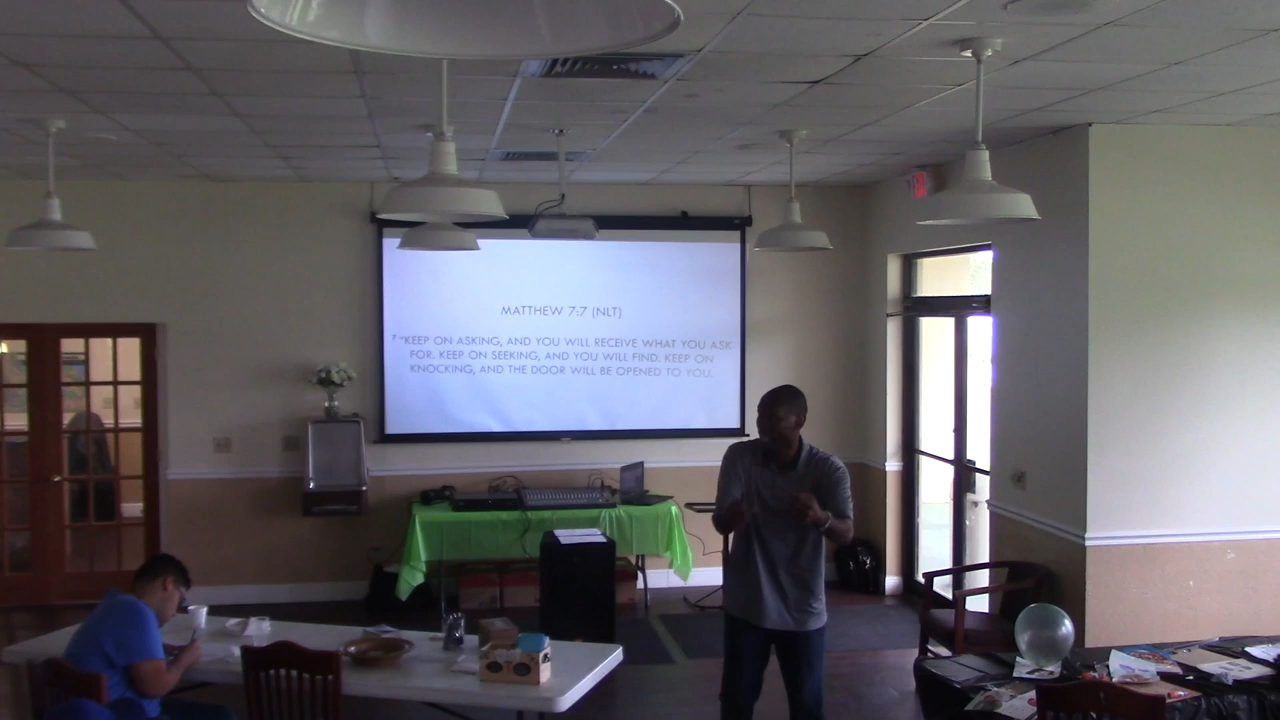 MATTHEW 7:7 (NLT)
7 “KEEP ON ASKING, AND YOU WILL RECEIVE WHAT YOU ASK
FOR. KEEP ON SEEKING, AND YOU WILL FIND. KEEP ON
KNOCKING, AND THE DOOR WILL BE OPENED TO YOU.